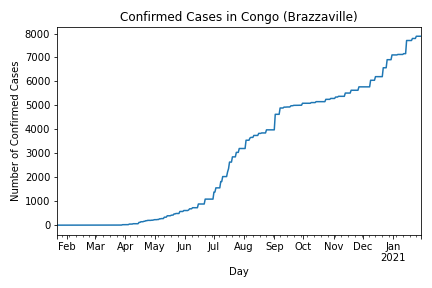 Confirmed Cases in Congo (Brazzaville)
8000
7000
6000
5000
4000
3000
2000
1000
0
Number of Confirmed Cases
Feb Mar Apr May Jun Jul Aug Sep Oct Nov Dec Jan
2021
Day